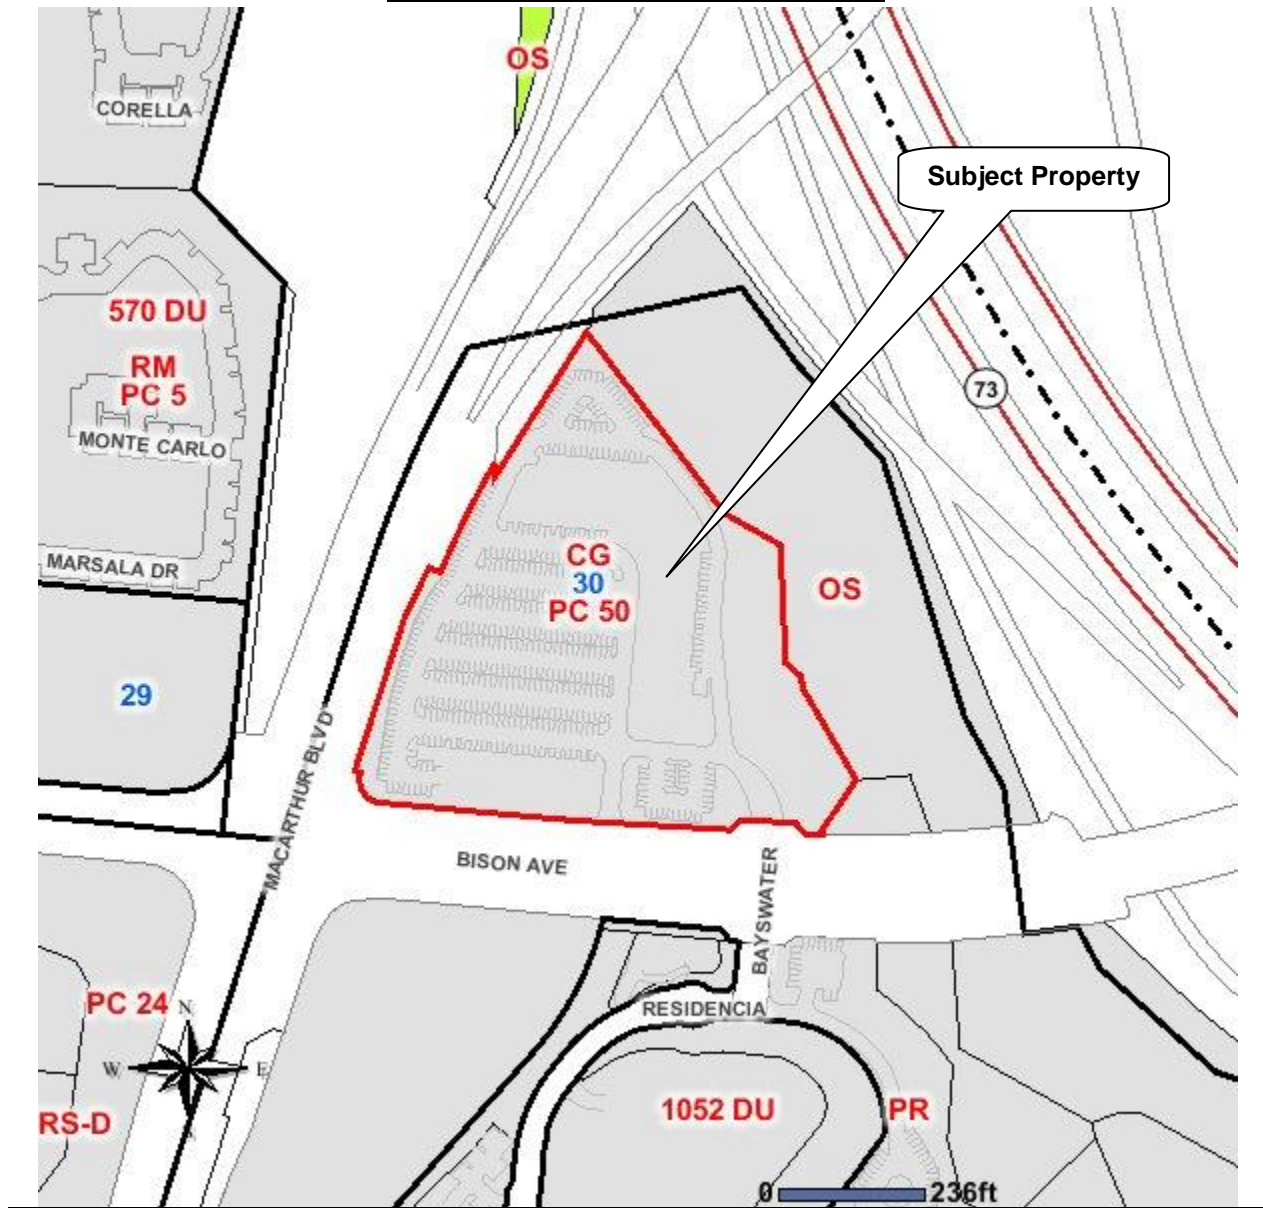 OS
CORELLA
Subject Property
570 DU
RM
PC 5
MONTE CARLO
73
MARSALA DR
CG
30
PC 50
OS
29
MACARTHUR BLVD
BISON AVE
BAYSWATER
RESIDENCIA
PC 24
N
W
E
RS-D
1052 DU
PR
0
236ft